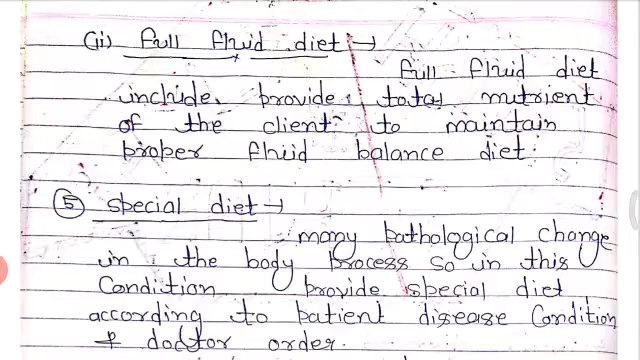 (ii) full fluid diet →
full fluid diet
inclide provide total nutrient
of the client to maintain
proper fluid balance diet.
⑤ special diet →
many pathological change
in the body process so in this
Condition provide special diet
according to patient disease Condition
& doctor order.